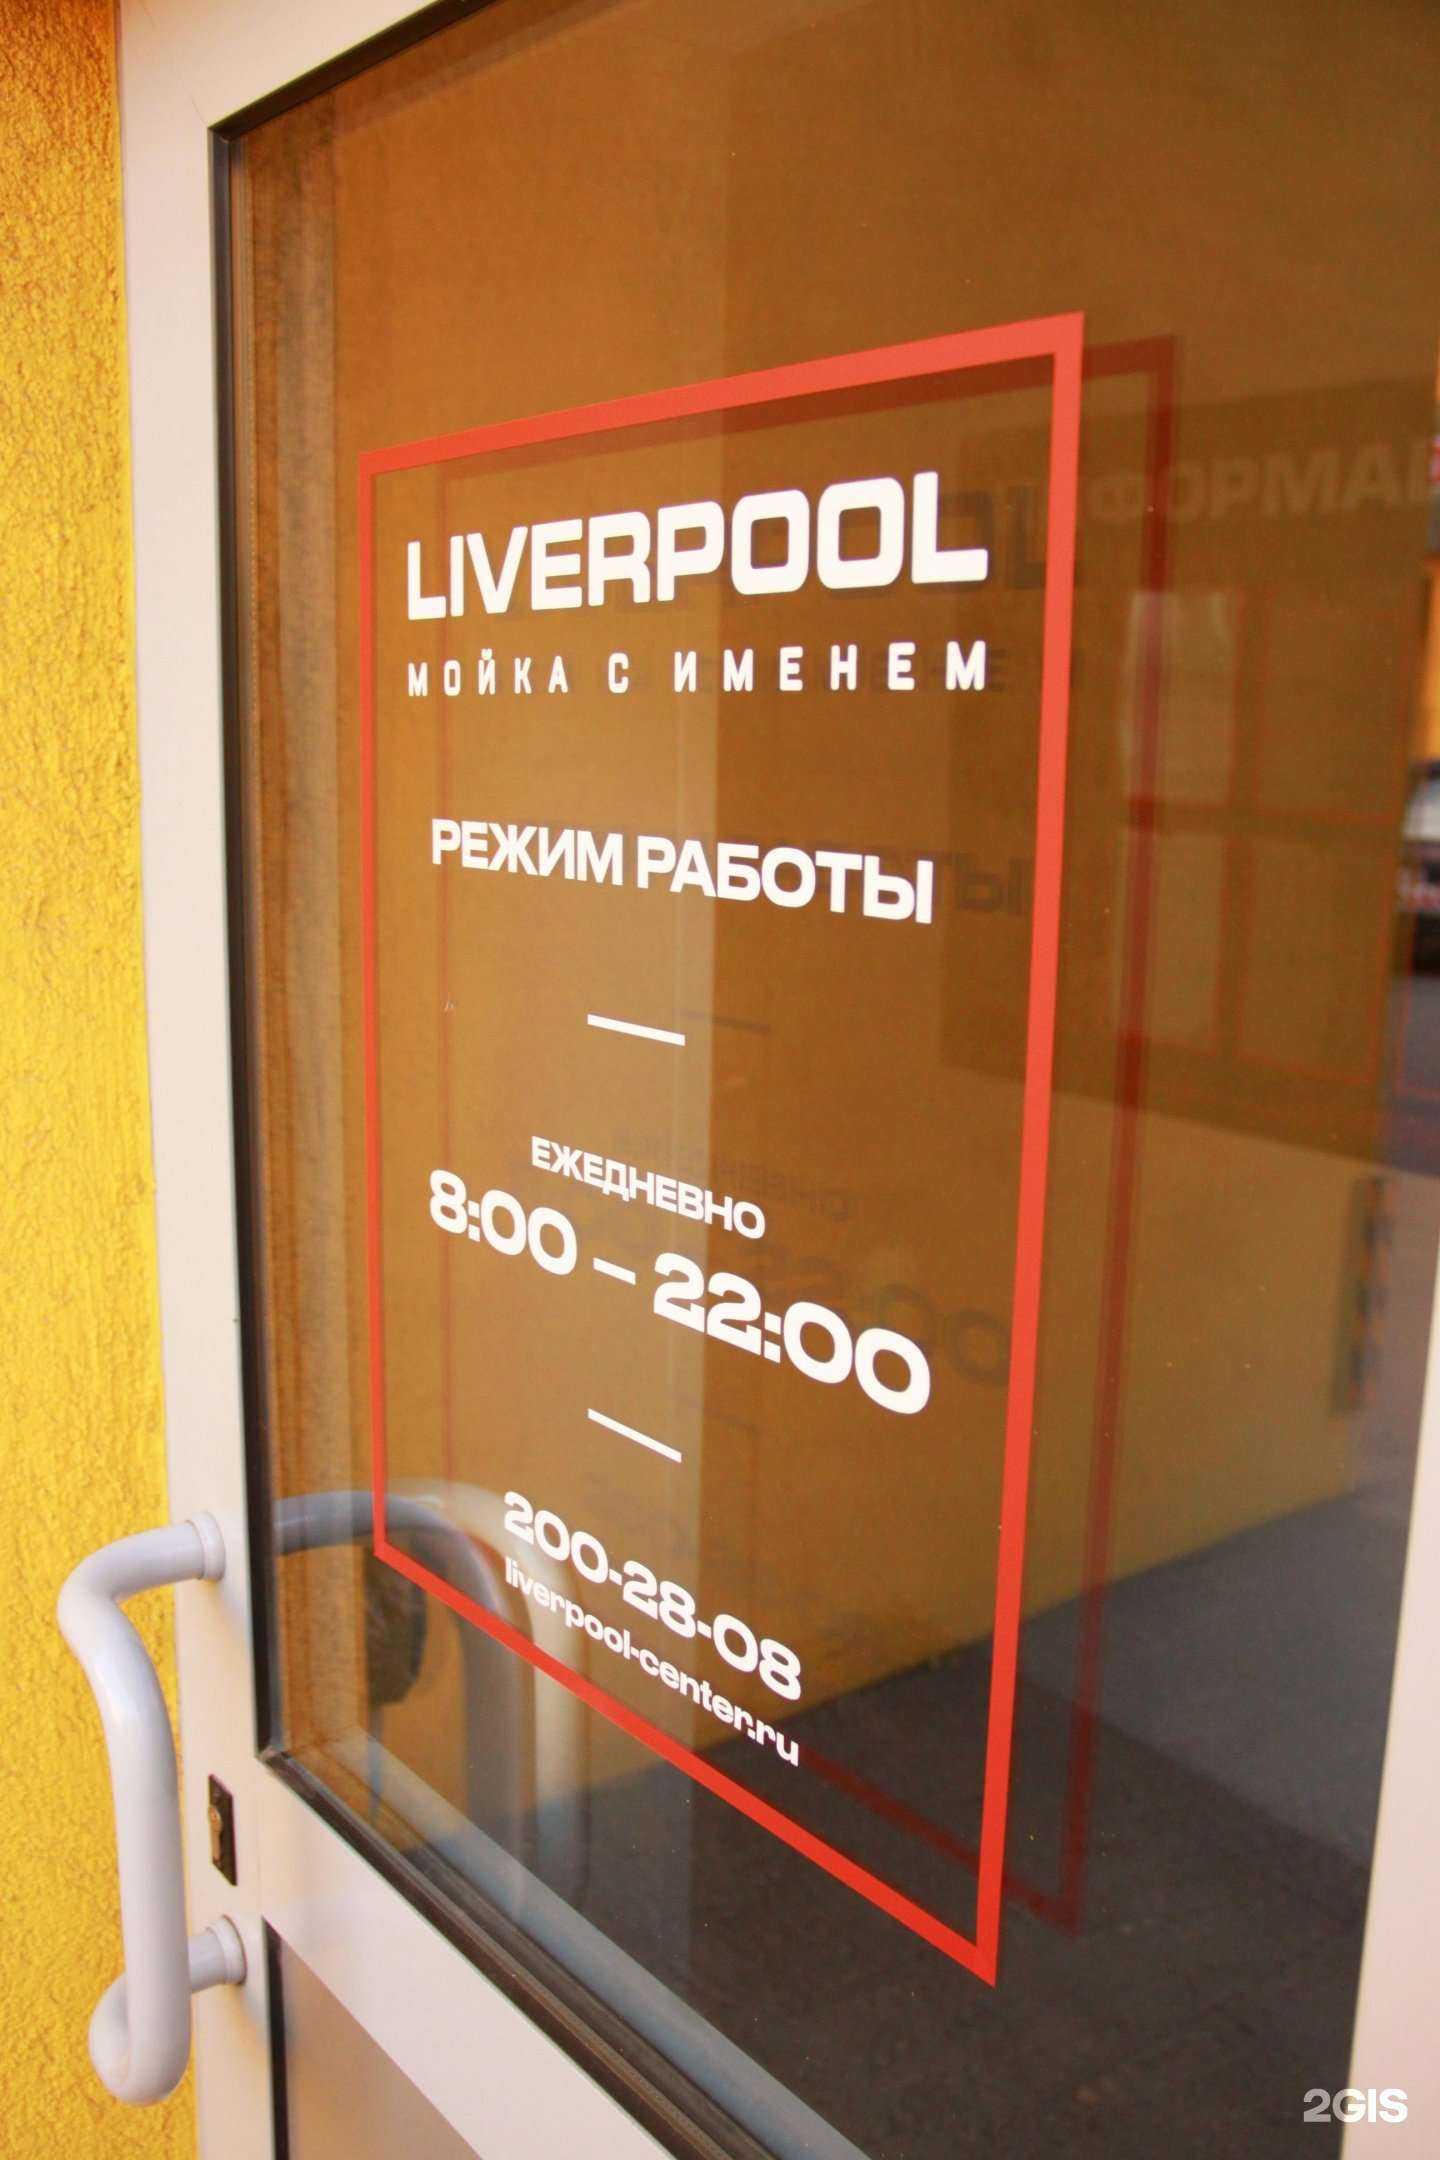 LIVERPOOL
МОЙКА С ИМЕНЕМ
РЕЖИМ РАБОТЫ
—
ЕЖЕДНЕВНО
8:00 – 22:00
—
200-28-08
liverpool-center.ru
2GIS